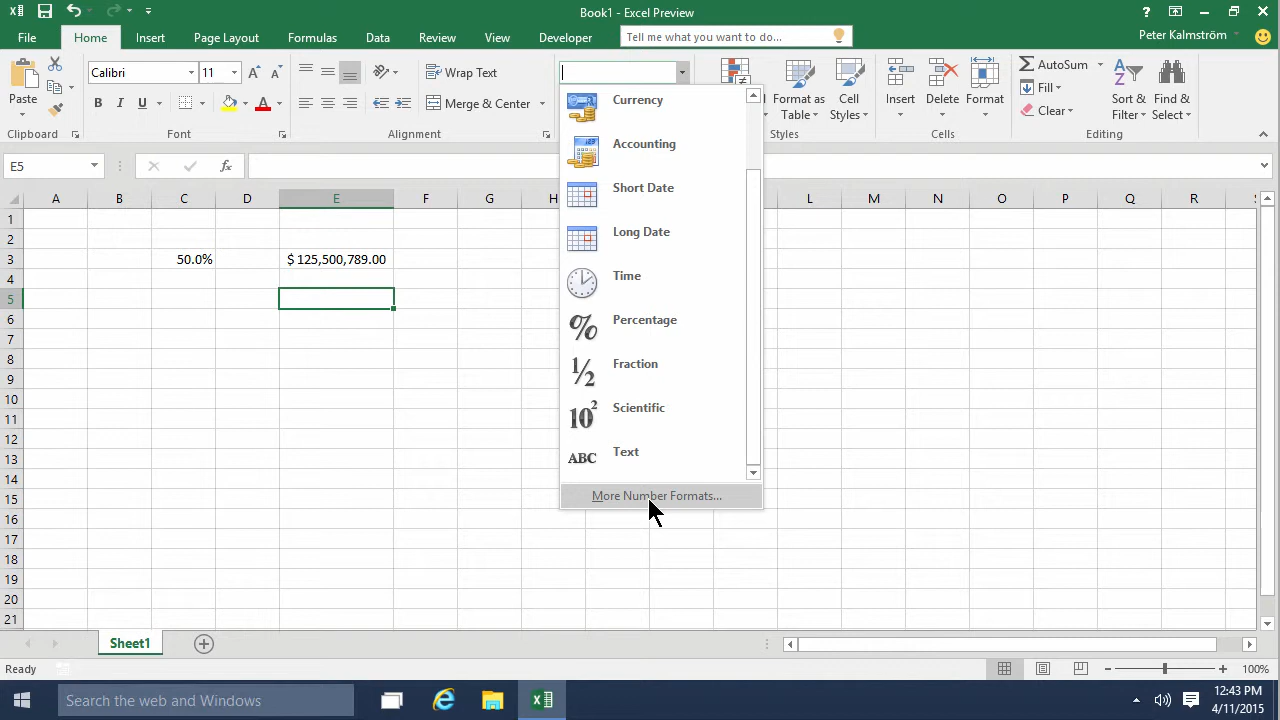 Book1 - Excel Preview
File Home Insert Page Layout Formulas Data Review View Developer Tell me what you want to do... Peter Kalmström
Paste
Clipboard
Calibri 11
B I U
Font
Wrap Text
Merge & Center
Alignment
Format as Table
Cell Styles
Styles
Insert
Delete
Format
Cells
AutoSum
Fill
Clear
Sort & Filter
Find & Select
Editing
E5
fx
A B C D E F G H L M N O P Q R
1
2
3 50.0% $ 125,500,789.00
4
5
6
7
8
9
10
11
12
13
14
15
16
17
18
19
20
21
Currency
Accounting
Short Date
Long Date
Time
% Percentage
½ Fraction
10² Scientific
ABC Text
More Number Formats...
Sheet1
Ready
100%
Search the web and Windows
12:43 PM
4/11/2015